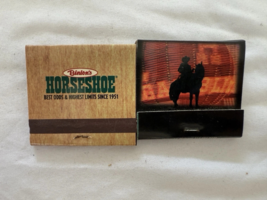 Binion's
HORSESHOE
BEST ODDS & HIGHEST LIMITS SINCE 1951